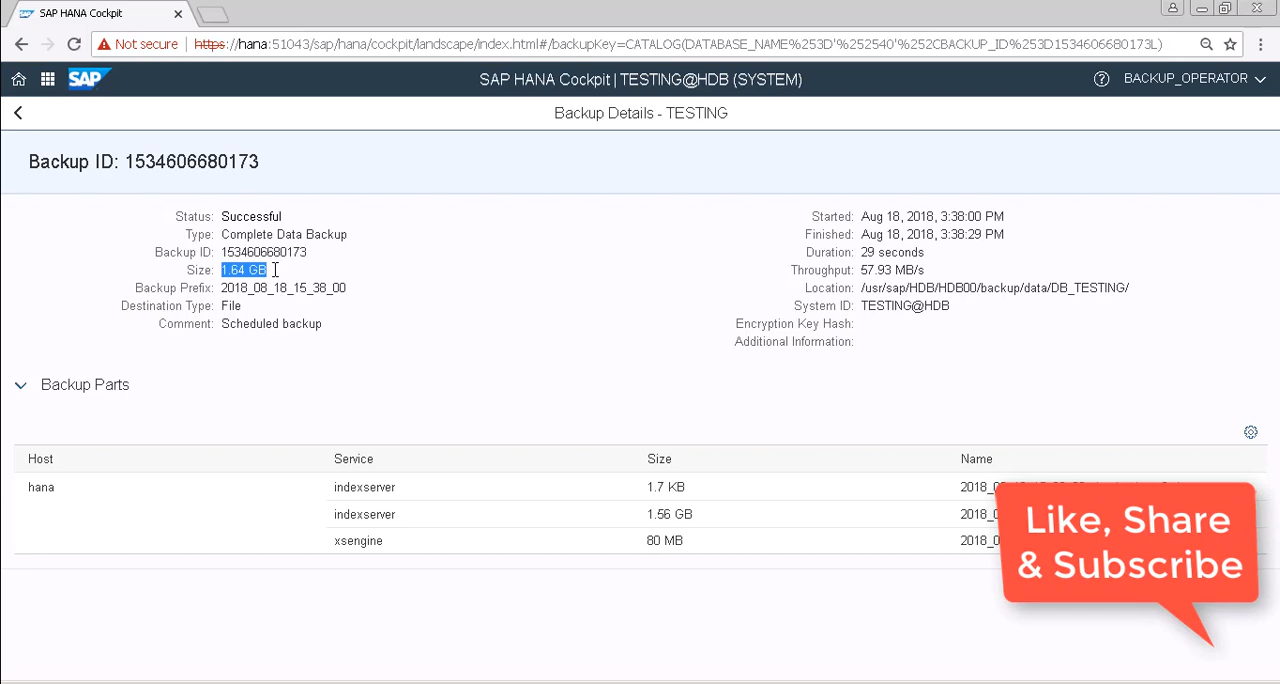 SAP HANA Cockpit
Not secure https://hana:51043/sap/hana/cockpit/landscape/index.html#/backupKey=CATALOG(DATABASE_NAME%253D'%252540'%252CBACKUP_ID%253D1534606680173L)
SAP SAP HANA Cockpit | TESTING@HDB (SYSTEM) BACKUP_OPERATOR
Backup Details - TESTING
Backup ID: 1534606680173
Status: Successful
Type: Complete Data Backup
Backup ID: 1534606680173
Size: 1.64 GB
Backup Prefix: 2018_08_18_15_38_00
Destination Type: File
Comment: Scheduled backup
Started: Aug 18, 2018, 3:38:00 PM
Finished: Aug 18, 2018, 3:38:29 PM
Duration: 29 seconds
Throughput: 57.93 MB/s
Location: /usr/sap/HDB/HDB00/backup/data/DB_TESTING/
System ID: TESTING@HDB
Encryption Key Hash:
Additional Information:
Backup Parts
Host Service Size Name
hana indexserver 1.7 KB
indexserver 1.56 GB
xsengine 80 MB
Like, Share
& Subscribe